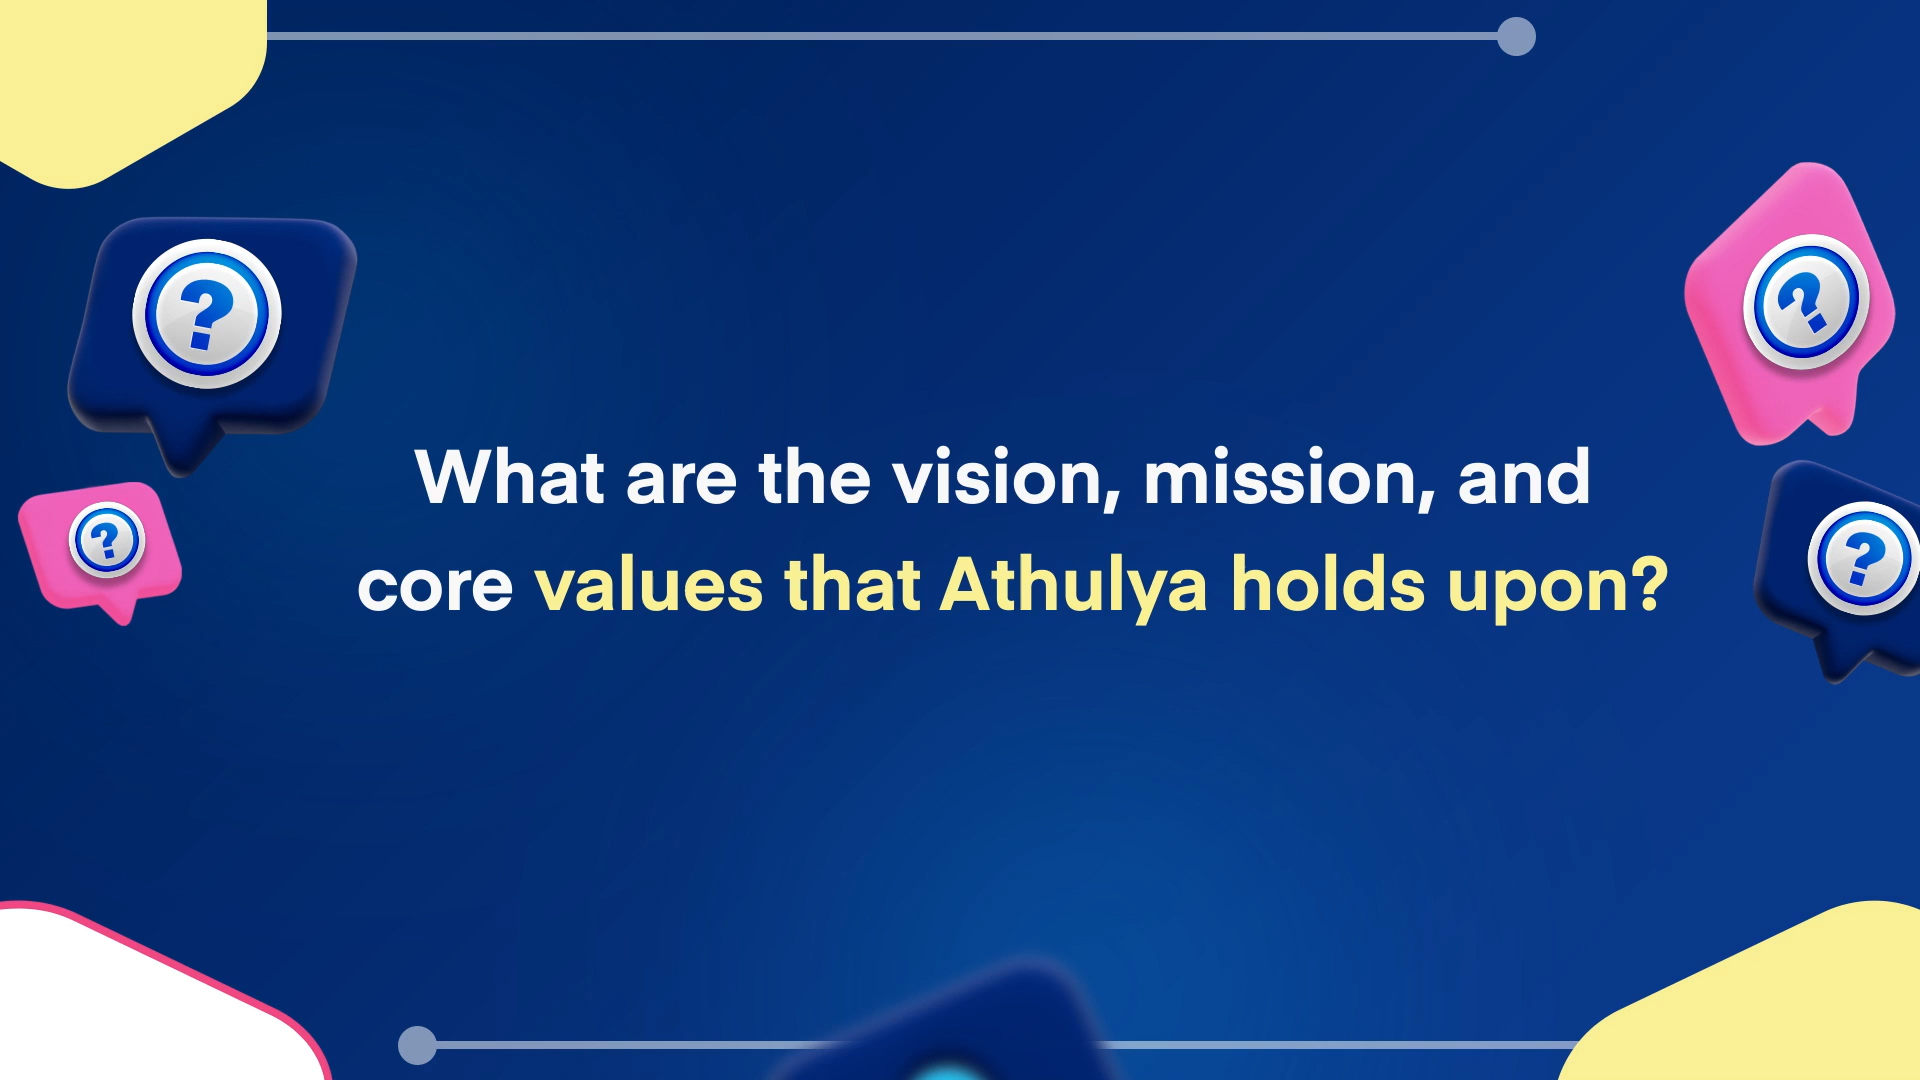 What are the vision, mission, and
core values that Athulya holds upon?